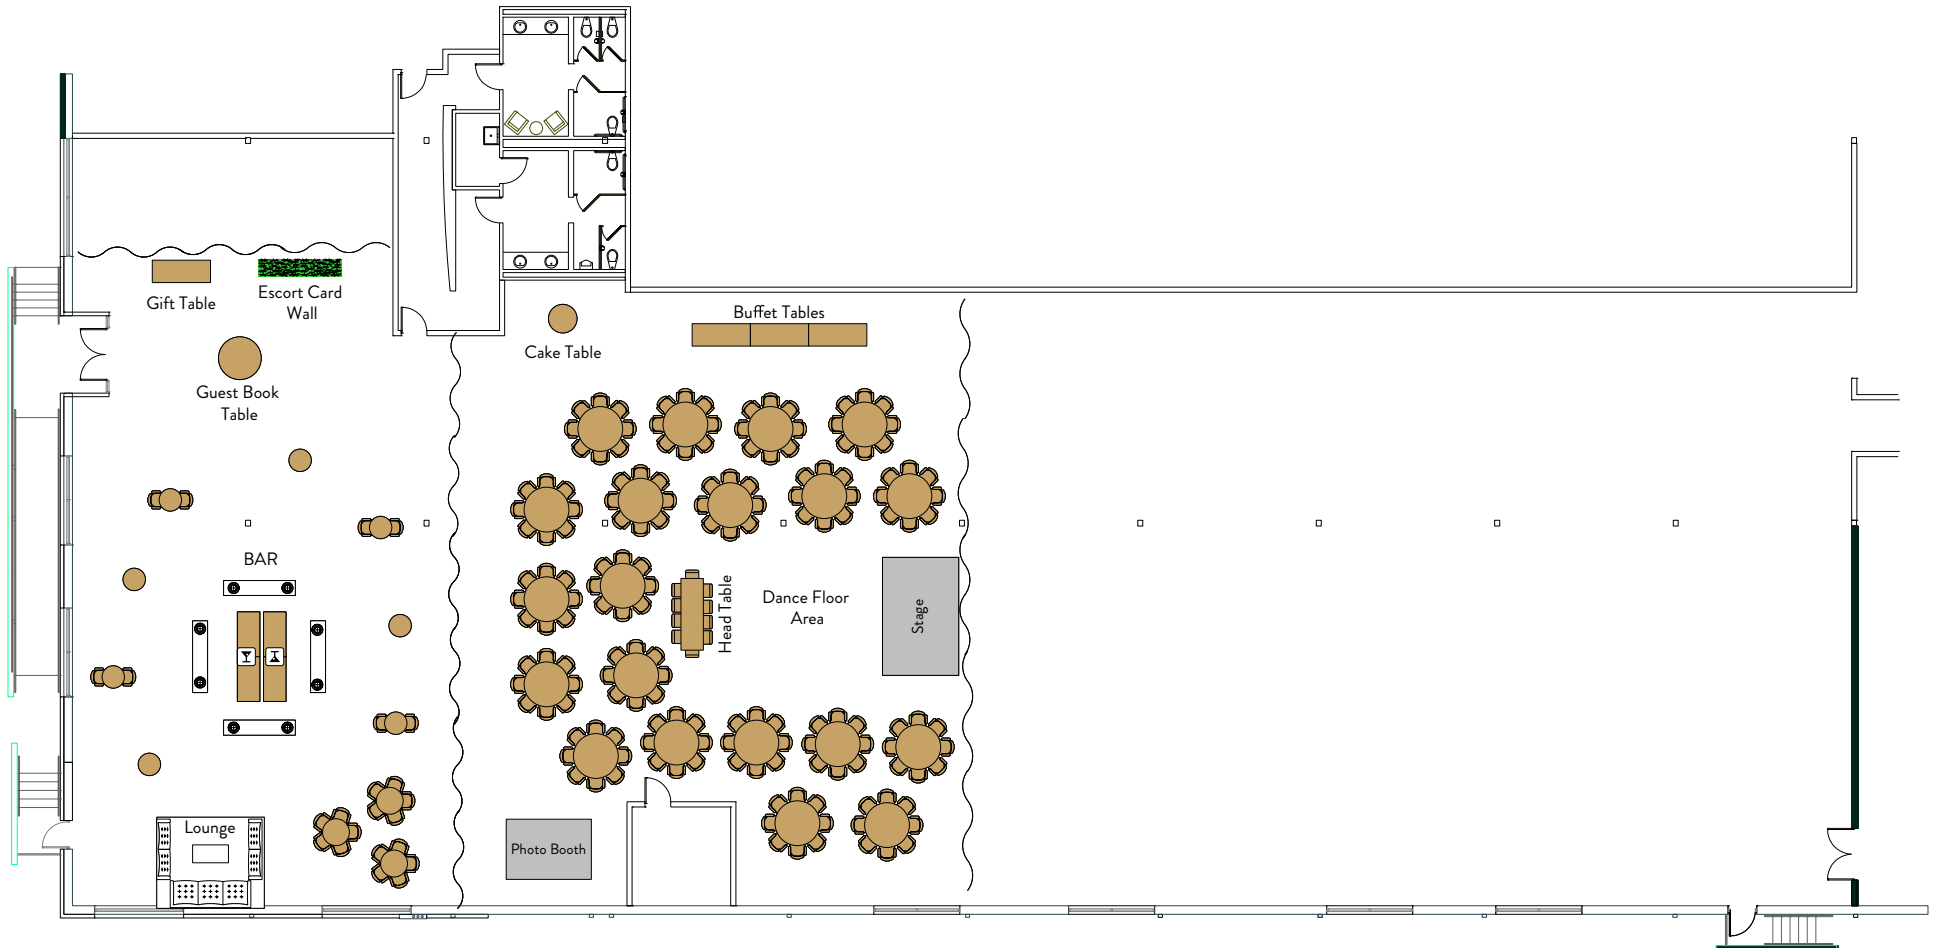 Gift Table
Escort Card
Wall
Guest Book
Table
Cake Table
Buffet Tables
BAR
Head Table
Dance Floor
Area
Stage
Lounge
Photo Booth